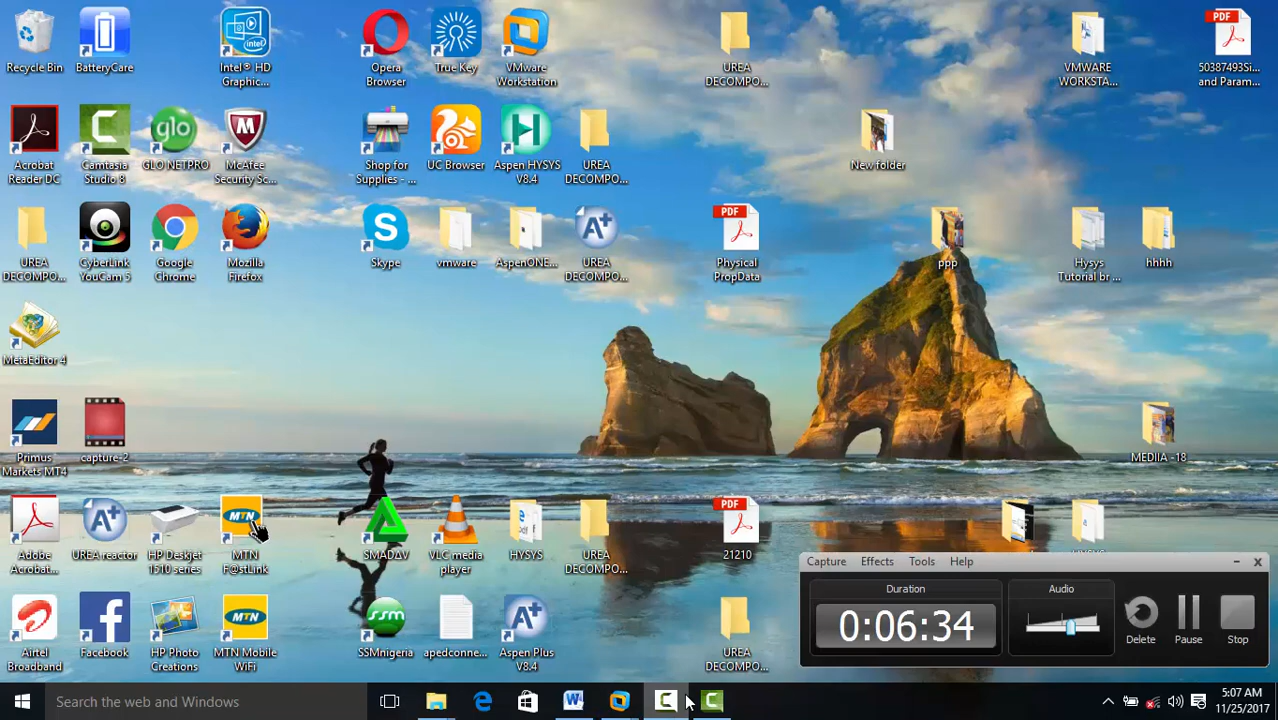 Recycle Bin
BatteryCare
Intel® HD
Graphic...
Opera
Browser
True Key
VMware
Workstation
UREA
DECOMPO...
VMWARE
WORKSTA...
PDF
50387493Si...
and Param...
Acrobat
Reader DC
Camtasia
Studio 8
glo
GLO NETPRO
McAfee
Security Sc...
Shop for
Supplies - ...
UC Browser
Aspen HYSYS
V8.4
UREA
DECOMPO...
New folder
UREA
DECOMPO...
CyberLink
YouCam 5
Google
Chrome
Mozilla
Firefox
Skype
vmware
AspenONE...
A+
UREA
DECOMPO...
PDF
Physical
PropData
ppp
Hysys
Tutorial br ...
hhhh
MetaEditor 4
Primus
Markets MT4
capture-2
MEDIIA -18
Adobe
Acrobat...
A+
UREA.reactor
HP Deskjet
1510 series
MTN
MTN
F@stLink
SMADΔV
VLC media
player
HYSYS
UREA
DECOMPO...
PDF
21210
Airtel
Broadband
Facebook
HP Photo
Creations
MTN
MTN Mobile
WiFi
ssm
SSMnigeria
apedconne...
A+
Aspen Plus
V8.4
UREA
DECOMPO...
Capture Effects Tools Help
Duration
0:06:34
Audio
Delete
Pause
Stop
Search the web and Windows
5:07 AM
11/25/2017